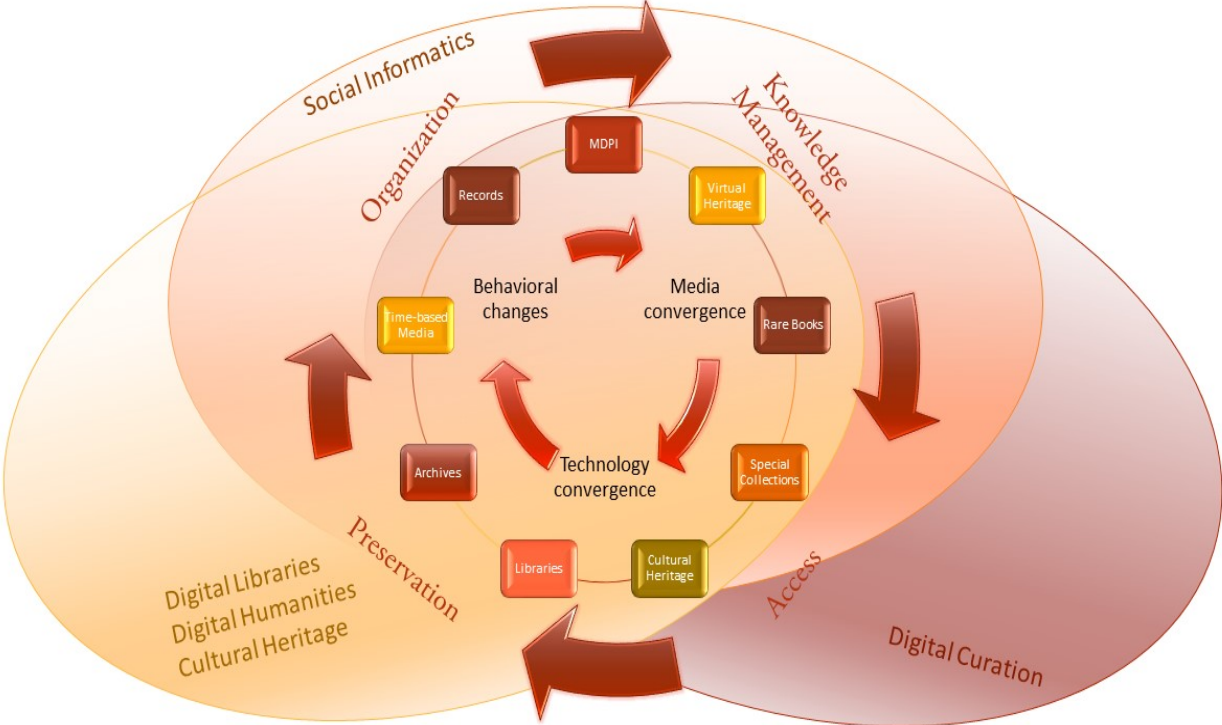 Social Informatics
Organization
Knowledge
Management
MDPI
Records
Virtual
Heritage
Behavioral
changes
Media
convergence
Time-based
Media
Rare Books
Technology
convergence
Archives
Special
Collections
Libraries
Cultural
Heritage
Preservation
Access
Digital Libraries
Digital Humanities
Cultural Heritage
Digital Curation